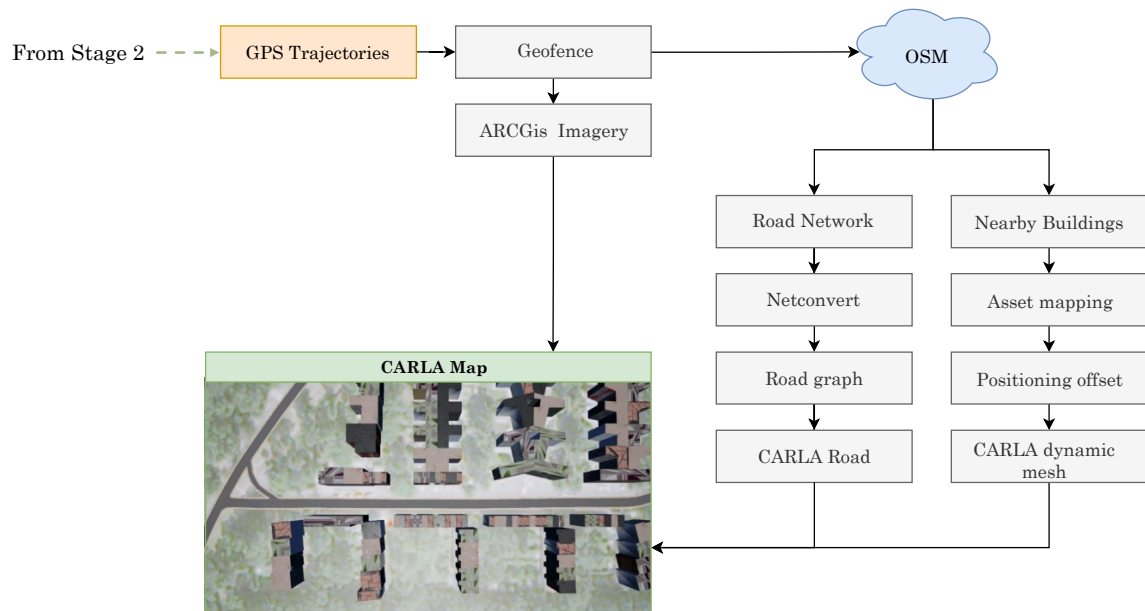 From Stage 2
GPS Trajectories
Geofence
OSM
ARCGis Imagery
Road Network
Nearby Buildings
Netconvert
Asset mapping
CARLA Map
Road graph
Positioning offset
CARLA Road
CARLA dynamic
mesh